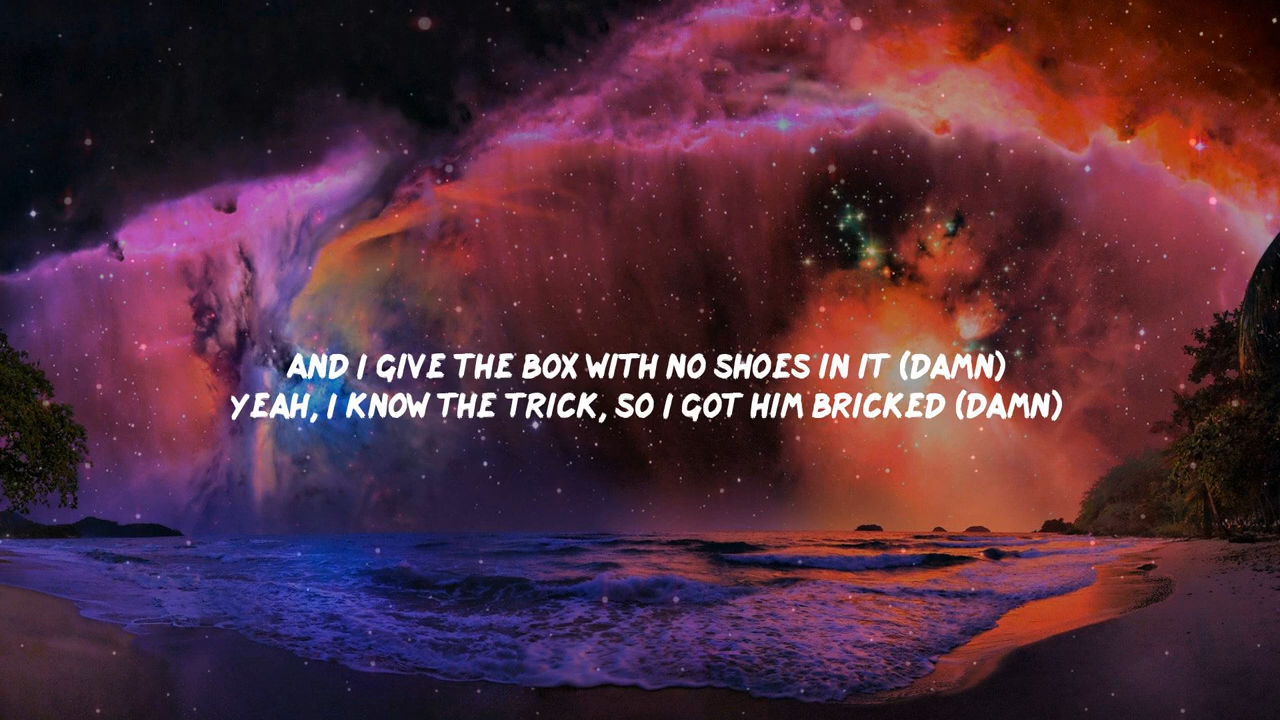 AND I GIVE THE BOX WITH NO SHOES IN IT (DAMN)
YEAH, I KNOW THE TRICK, SO I GOT HIM BRICKED (DAMN)